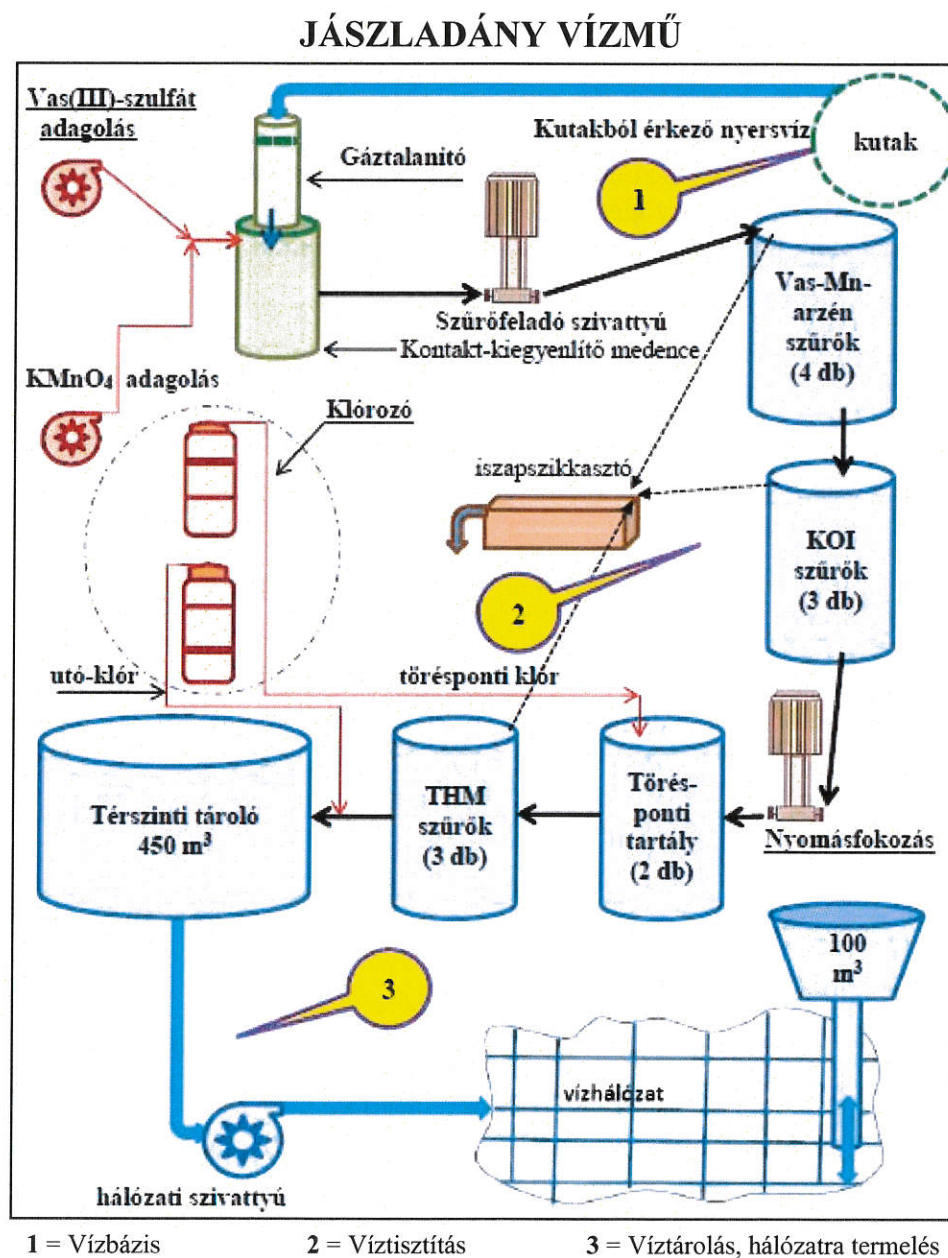 JÁSZLADÁNY VÍZMŰ
Vas(III)-szulfát
adagolás
Gáztalanitó
Kutakból érkező nyersvíz
kutak
1
Szűrőfeladó szivattyú
Kontakt-kiegyenlítő medence
Vas-Mn-
arzén
szűrők
(4 db)
KMnO₄ adagolás
Klórozó
iszapszikkasztó
KOI
szűrők
(3 db)
2
utó-klór
törésponti klór
Térszinti tároló
450 m³
THM
szűrők
(3 db)
Törés-
ponti
tartály
(2 db)
Nyomásfokozás
100
m³
3
vízhálózat
hálózati szivattyú
1 = Vízbázis 2 = Víztisztítás 3 = Víztárolás, hálózatra termelés